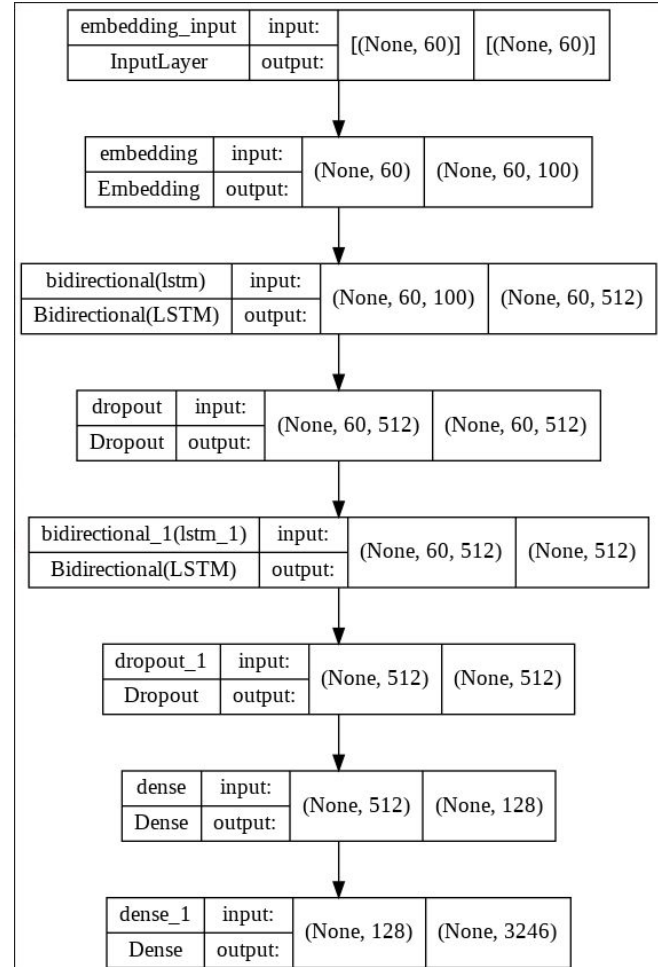 embedding_input input: [(None, 60)] [(None, 60)]
InputLayer output:
embedding input: (None, 60) (None, 60, 100)
Embedding output:
bidirectional(lstm) input: (None, 60, 100) (None, 60, 512)
Bidirectional(LSTM) output:
dropout input: (None, 60, 512) (None, 60, 512)
Dropout output:
bidirectional_1(lstm_1) input: (None, 60, 512) (None, 512)
Bidirectional(LSTM) output:
dropout_1 input: (None, 512) (None, 512)
Dropout output:
dense input: (None, 512) (None, 128)
Dense output:
dense_1 input: (None, 128) (None, 3246)
Dense output: